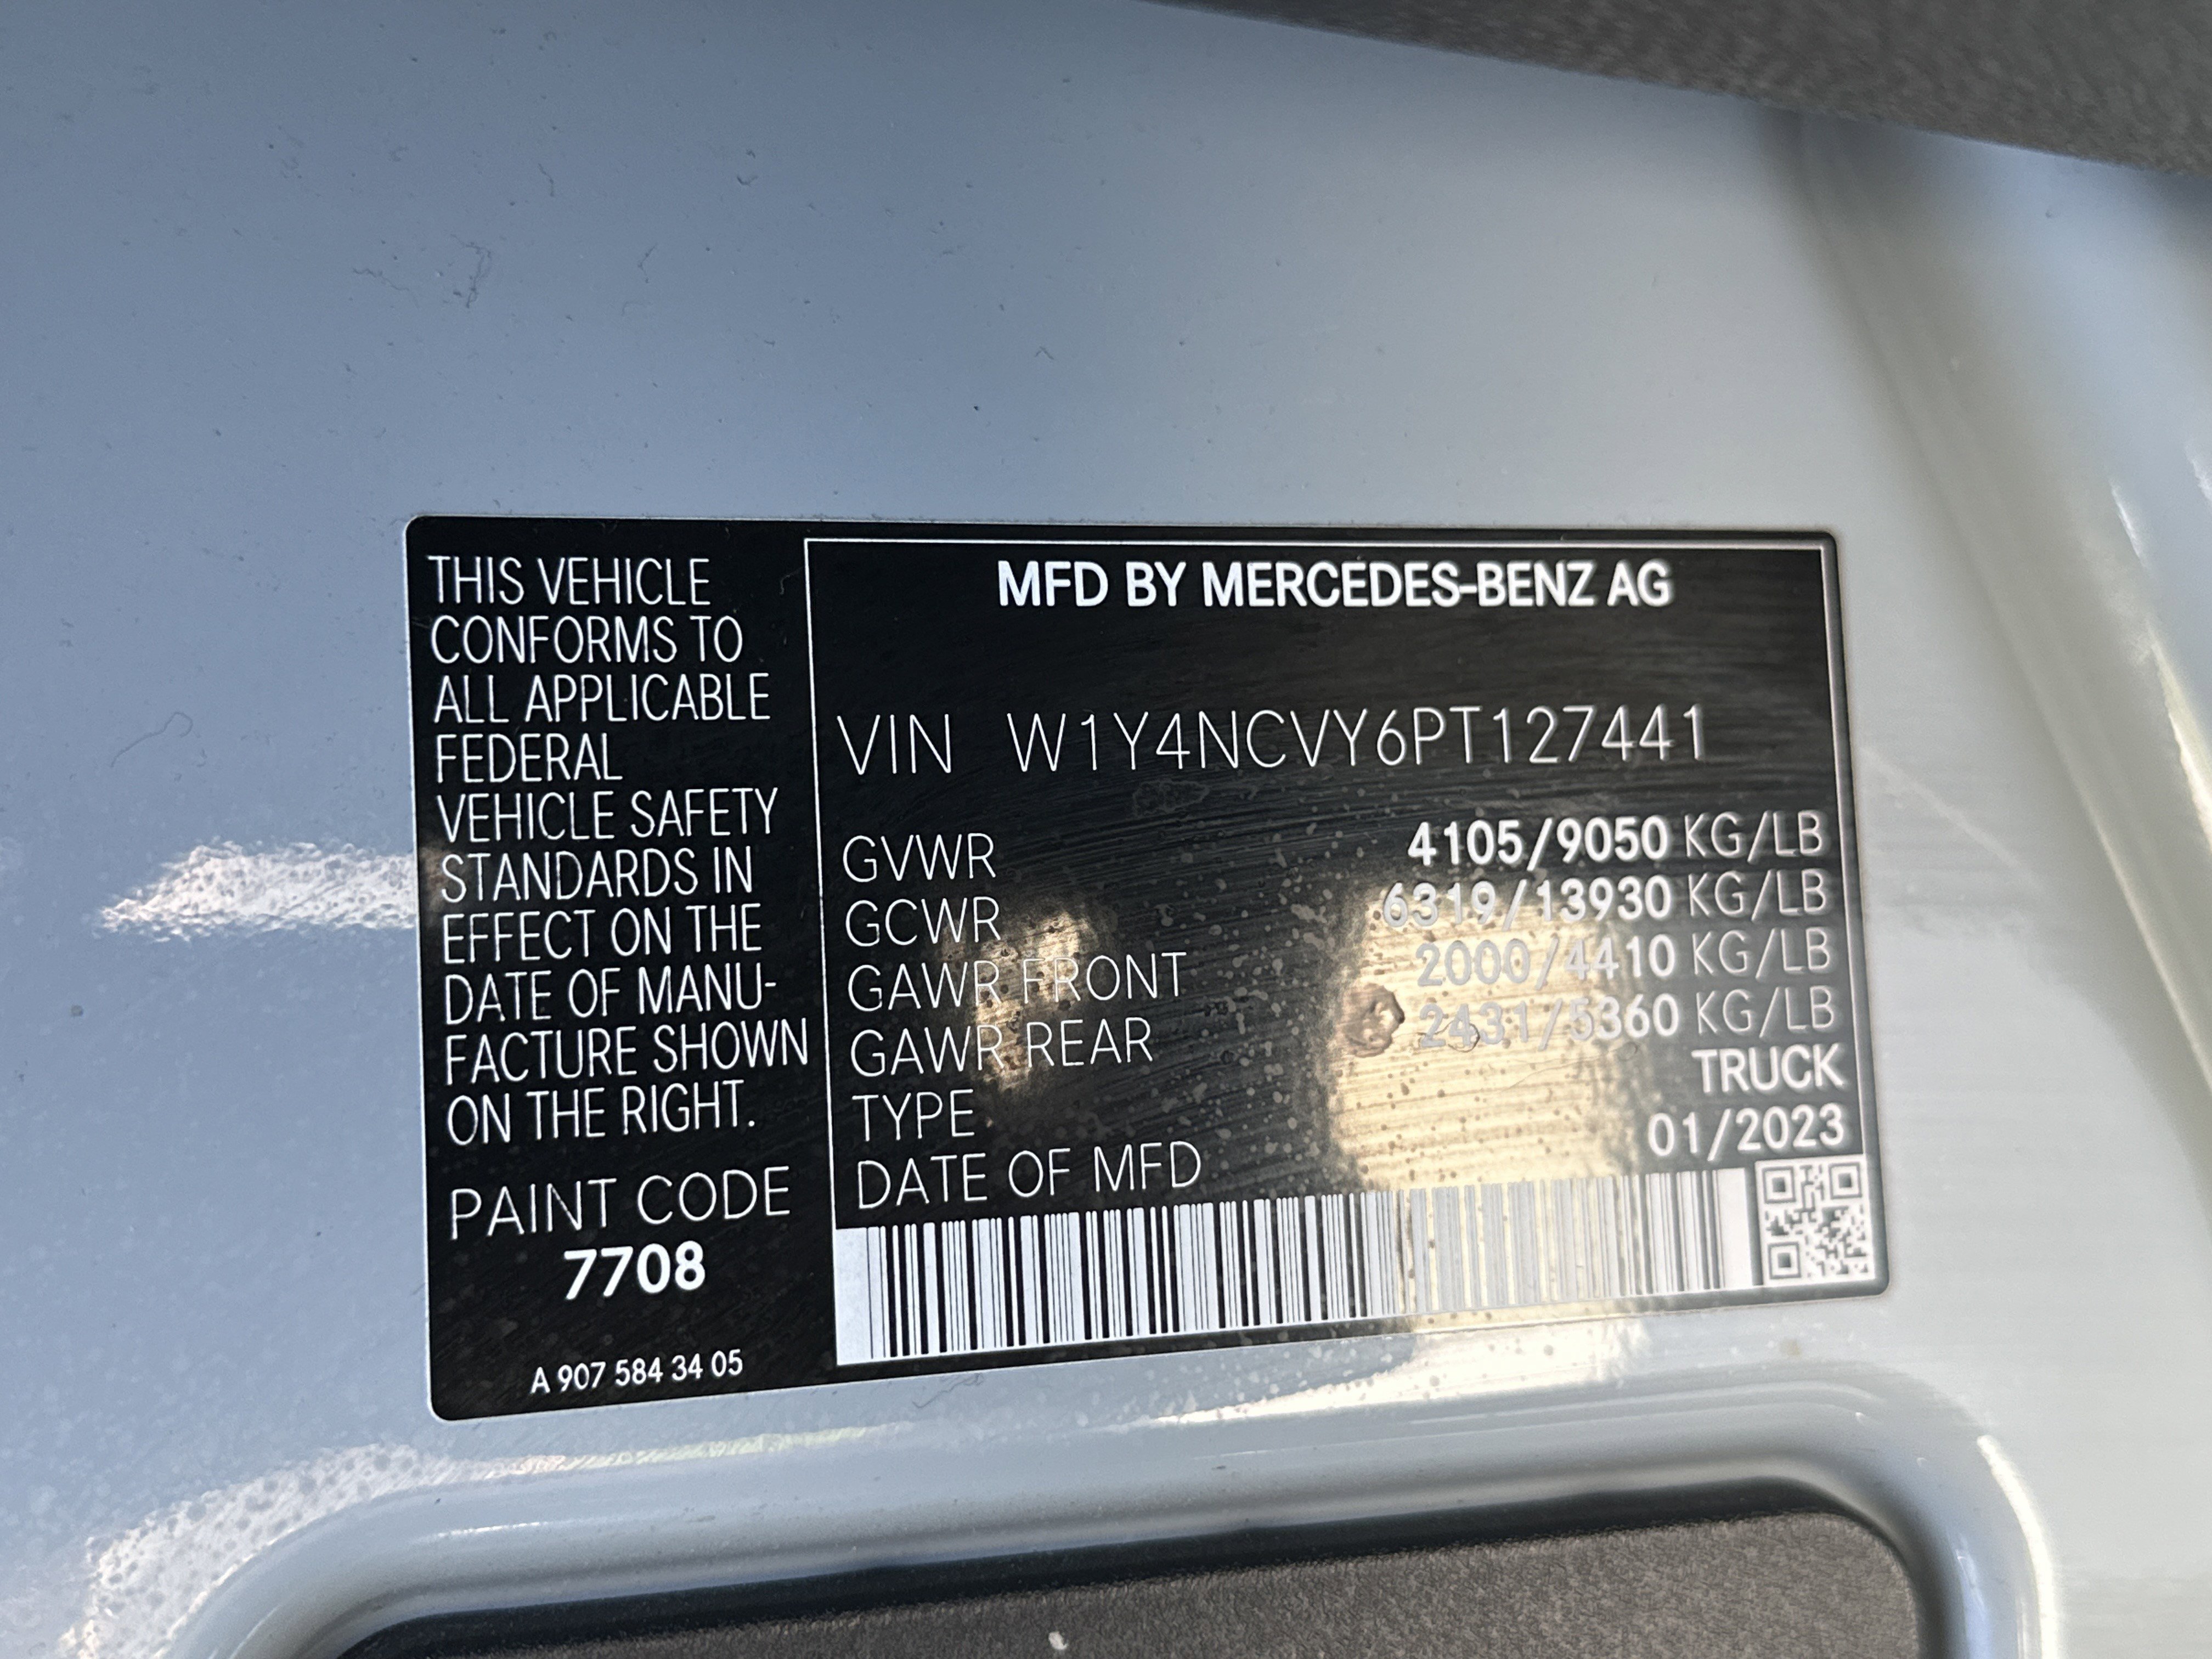 THIS VEHICLE
CONFORMS TO
ALL APPLICABLE
FEDERAL
VEHICLE SAFETY
STANDARDS IN
EFFECT ON THE
DATE OF MANU-
FACTURE SHOWN
ON THE RIGHT.
PAINT CODE
7708
A 907 584 34 05
MFD BY MERCEDES-BENZ AG
VIN W1Y4NCVY6PT127441
GVWR 4105/9050 KG/LB
GCWR 6319/13930 KG/LB
GAWR FRONT 2000/4410 KG/LB
GAWR REAR 2431/5360 KG/LB
TYPE TRUCK
DATE OF MFD 01/2023